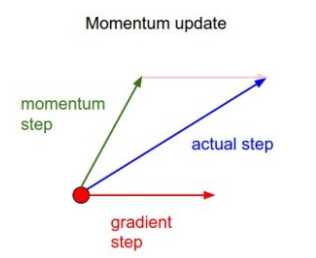 Momentum update
momentum
step
actual step
gradient
step